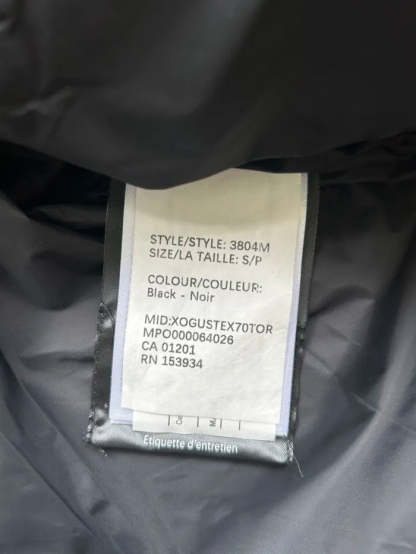 STYLE/STYLE: 3804M
SIZE/LA TAILLE: S/P
COLOUR/COULEUR:
Black - Noir
MID:XOGUSTEX70TOR
MPO000064026
CA 01201
RN 153934
Étiquette d'entretien